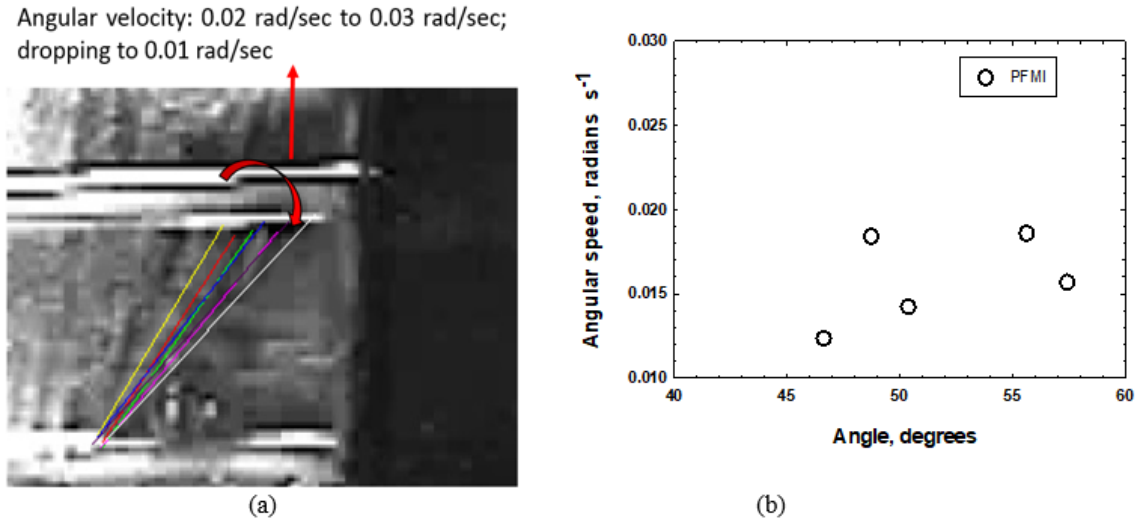 Angular velocity: 0.02 rad/sec to 0.03 rad/sec;
dropping to 0.01 rad/sec
(a)
Angular speed, radians s-1
0.030
0.025
0.020
0.015
0.010
40 45 50 55 60
Angle, degrees
PFMI
(b)